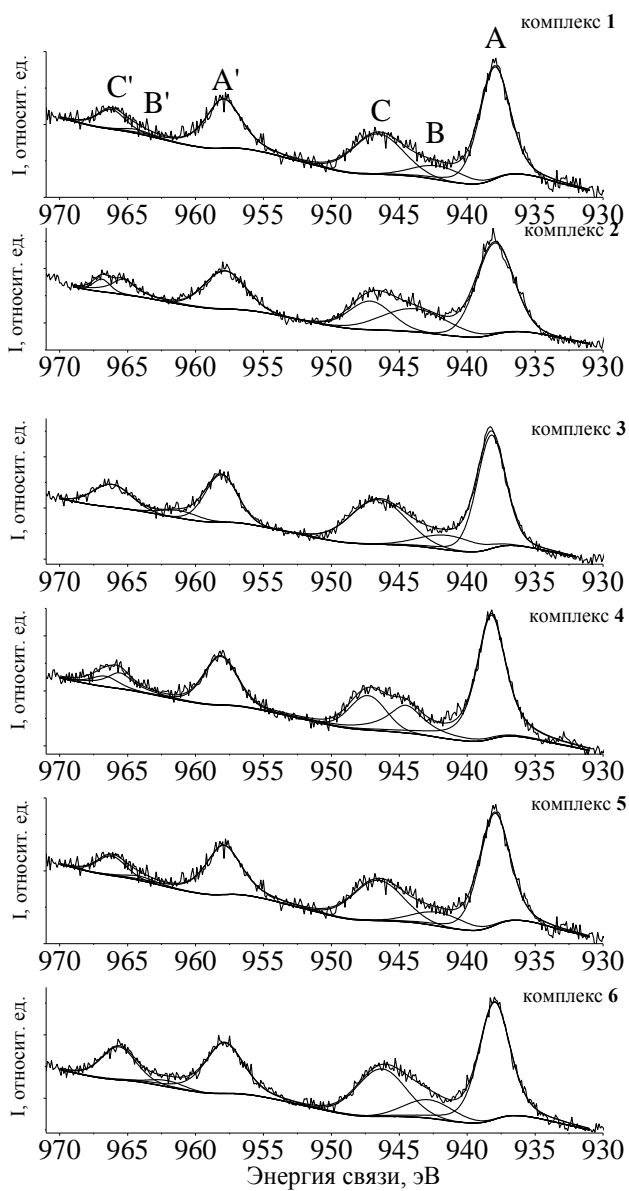 комплекс 1
A
C'
B'
A'
C
B
I, относит. ед.
970 965 960 955 950 945 940 935 930
комплекс 2
I, относит. ед.
970 965 960 955 950 945 940 935 930
комплекс 3
I, относит. ед.
970 965 960 955 950 945 940 935 930
комплекс 4
I, относит. ед.
970 965 960 955 950 945 940 935 930
комплекс 5
I, относит. ед.
970 965 960 955 950 945 940 935 930
комплекс 6
I, относит. ед.
970 965 960 955 950 945 940 935 930
Энергия связи, эВ